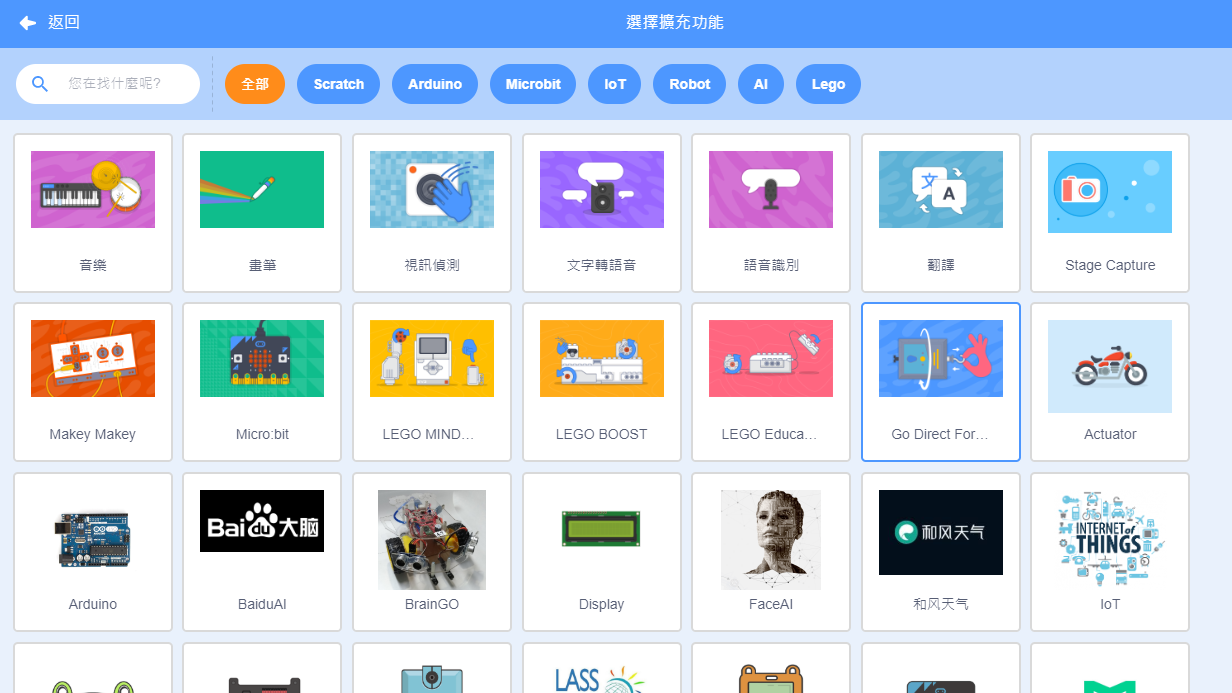 返回
選擇擴充功能
您在找什麼呢?
全部
Scratch
Arduino
Microbit
IoT
Robot
AI
Lego
文
A
音樂
畫筆
視訊偵測
文字轉語音
語音識別
翻譯
Stage Capture
Makey Makey
Micro:bit
LEGO MIND...
LEGO BOOST
LEGO Educa...
Go Direct For...
Actuator
Bai du 大脑
和风天气
INTERNET of
THINGS
Arduino
BaiduAI
BrainGO
Display
FaceAI
和风天气
IoT
LASS